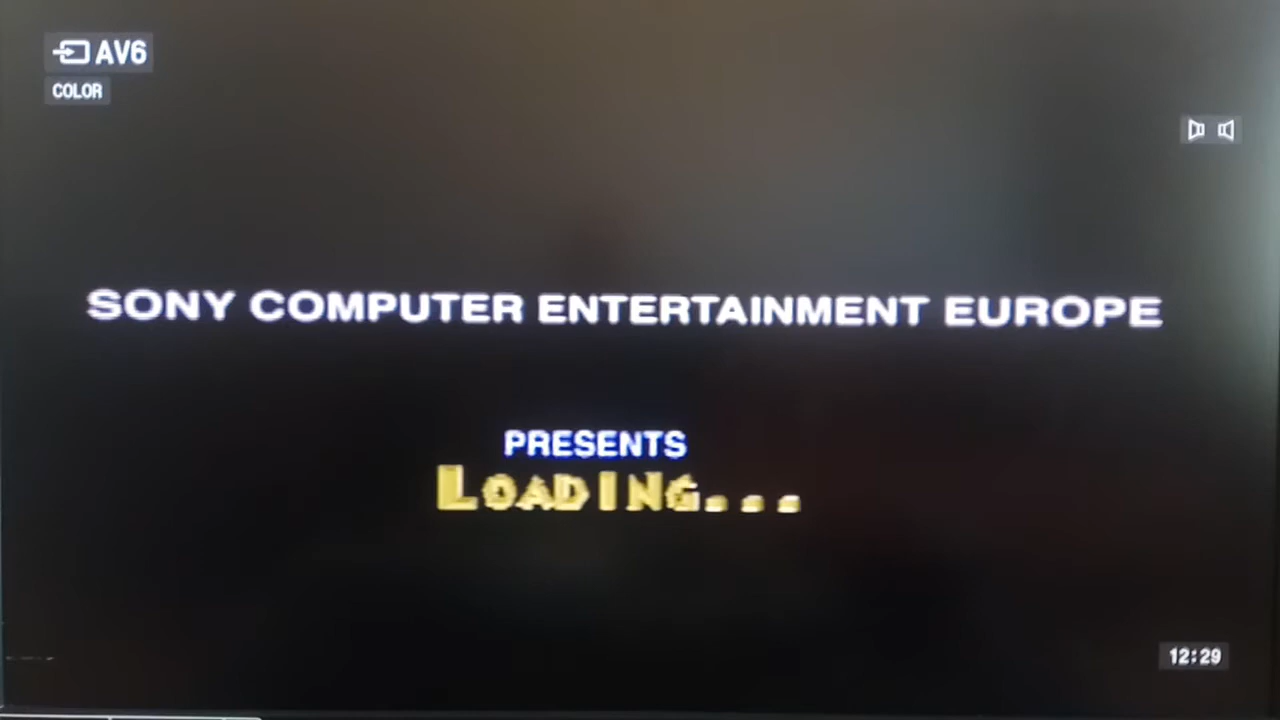 AV6
COLOR
SONY COMPUTER ENTERTAINMENT EUROPE
PRESENTS
LOADING...
12:29